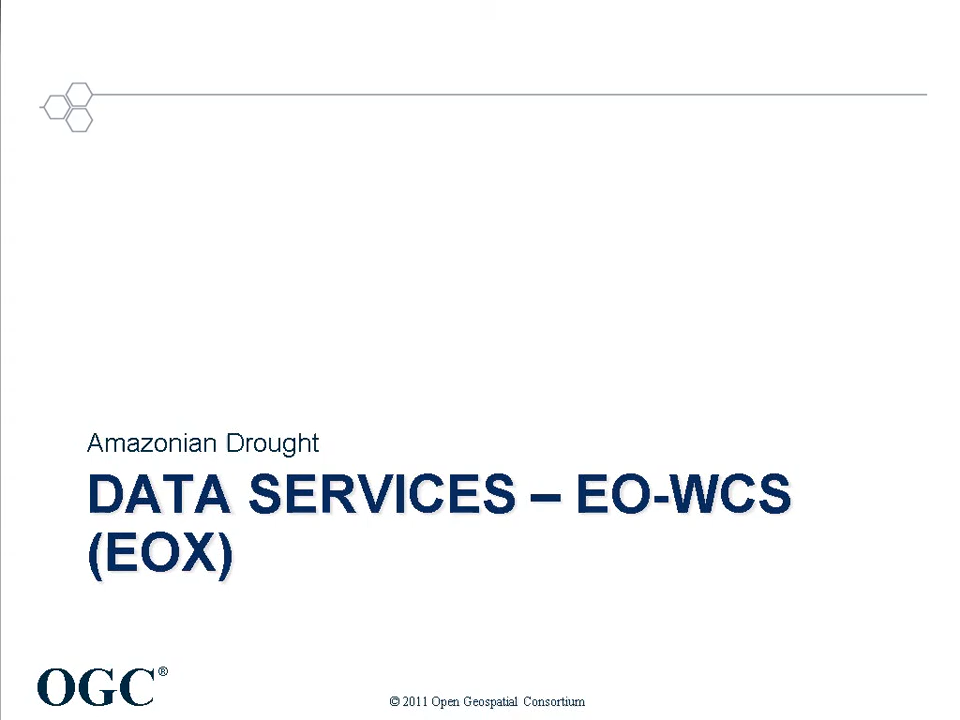 Amazonian Drought
DATA SERVICES – EO-WCS
(EOX)
OGC®
© 2011 Open Geospatial Consortium